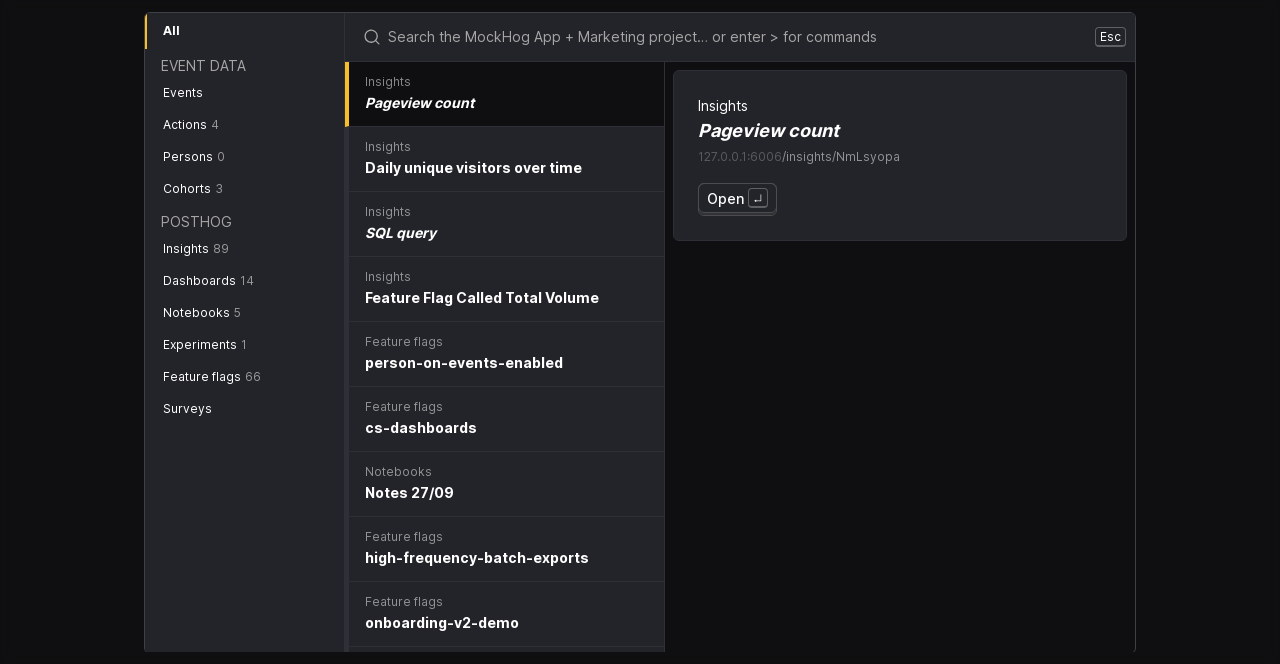 All
EVENT DATA
Events
Actions 4
Persons 0
Cohorts 3
POSTHOG
Insights 89
Dashboards 14
Notebooks 5
Experiments 1
Feature flags 66
Surveys
Search the MockHog App + Marketing project... or enter > for commands
Esc
Insights
Pageview count
Insights
Daily unique visitors over time
Insights
SQL query
Insights
Feature Flag Called Total Volume
Feature flags
person-on-events-enabled
Feature flags
cs-dashboards
Notebooks
Notes 27/09
Feature flags
high-frequency-batch-exports
Feature flags
onboarding-v2-demo
Insights
Pageview count
127.0.0.1:6006/insights/NmLsyopa
Open